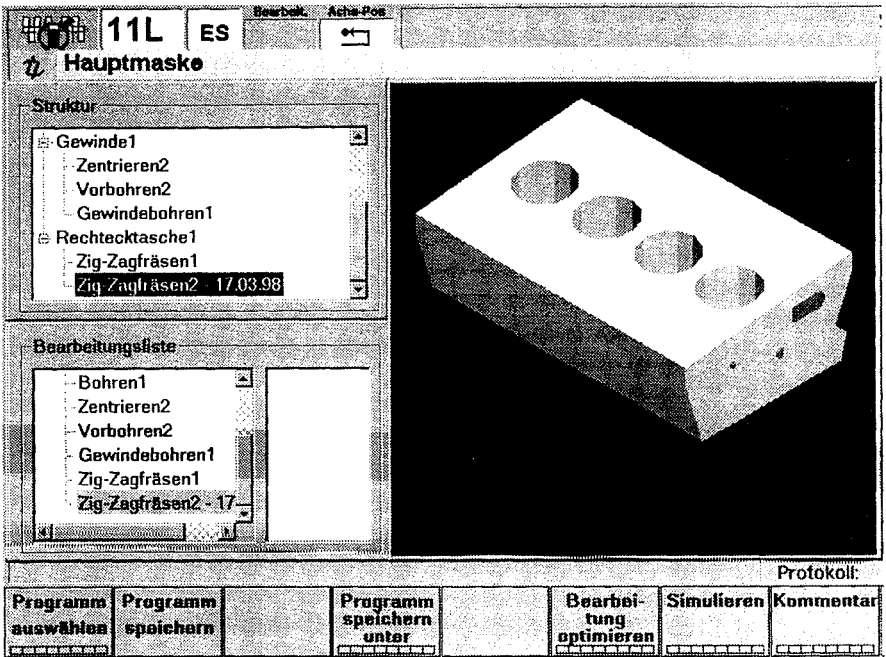 Bearbeit. Achs-Pos
11L ES
Hauptmaske
Struktur
Gewinde1
Zentrieren2
Vorbohren2
Gewindebohren1
Rechtecktasche1
Zig-Zagfräsen1
Zig-Zagfräsen2 - 17.03.98
Bearbeitungsliste
Bohren1
Zentrieren2
Vorbohren2
Gewindebohren1
Zig-Zagfräsen1
Zig-Zagfräsen2 - 17
Protokoll:
Programm auswählen
Programm speichern
Programm speichern unter
Bearbei-tung optimieren
Simulieren
Kommentar